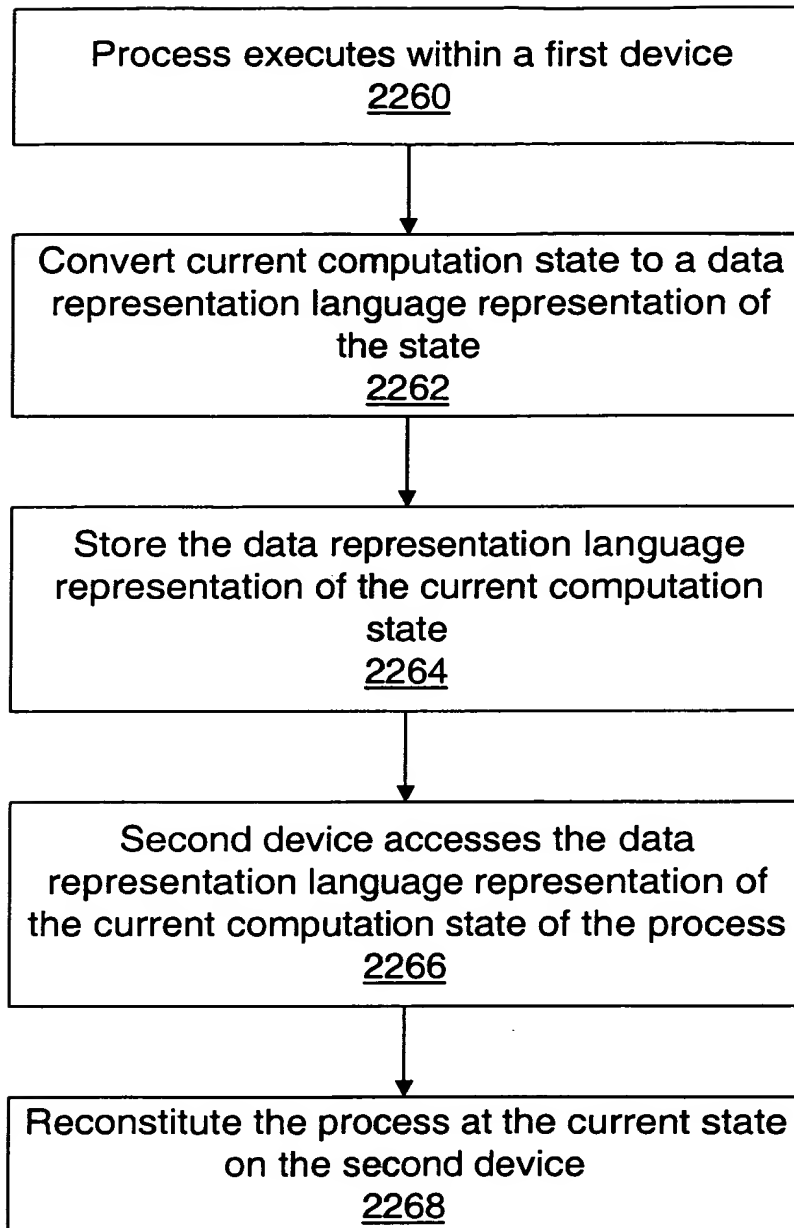 Process executes within a first device
2260
Convert current computation state to a data
representation language representation of
the state
2262
Store the data representation language
representation of the current computation
state
2264
Second device accesses the data
representation language representation of
the current computation state of the process
2266
Reconstitute the process at the current state
on the second device
2268